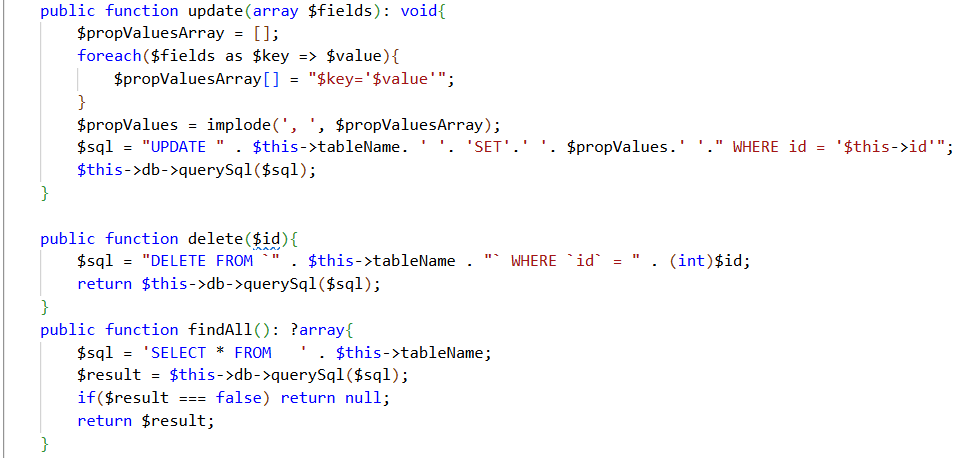 public function update(array $fields): void{
    $propValuesArray = [];
    foreach($fields as $key => $value){
        $propValuesArray[] = "$key='$value'";
    }
    $propValues = implode(', ', $propValuesArray);
    $sql = "UPDATE " . $this->tableName. ' '. 'SET'.' '. $propValues.' '." WHERE id = '$this->id'";
    $this->db->querySql($sql);
}

public function delete($id){
    $sql = "DELETE FROM `" . $this->tableName . "` WHERE `id` = " . (int)$id;
    return $this->db->querySql($sql);
}
public function findAll(): ?array{
    $sql = 'SELECT * FROM   ' . $this->tableName;
    $result = $this->db->querySql($sql);
    if($result === false) return null;
    return $result;
}